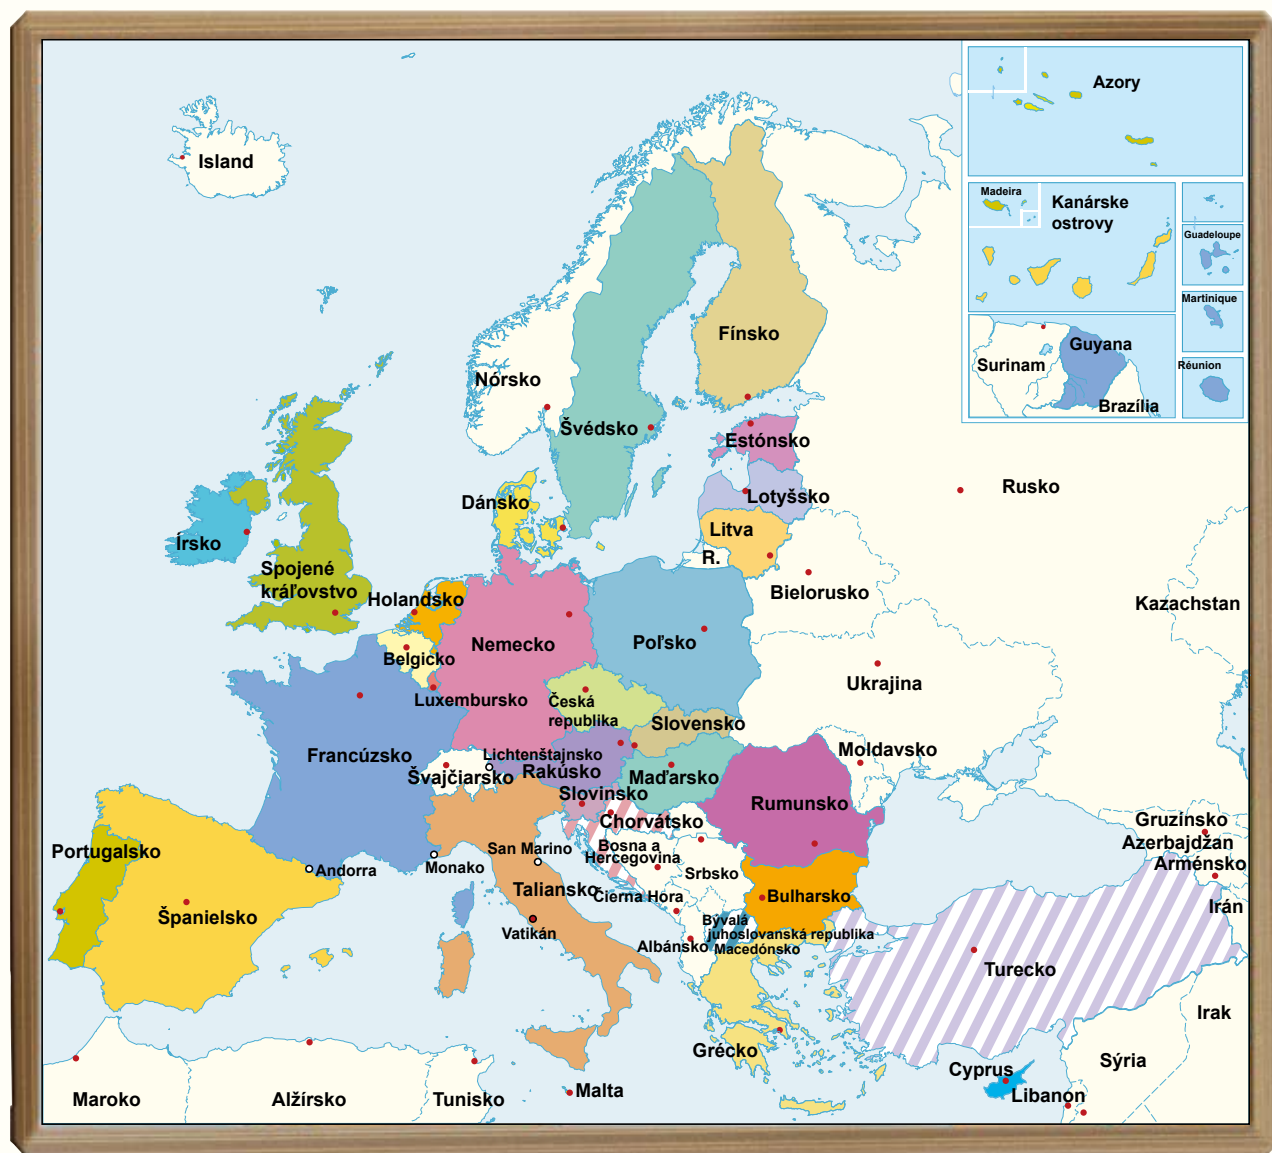 Azory
Island
Madeira
Kanárske
ostrovy
Guadeloupe
Martinique
Guyana
Surinam
Réunion
Brazília
Fínsko
Nórsko
Švédsko
Estónsko
Rusko
Lotyšsko
Dánsko
Litva
Írsko
R.
Spojené
kráľovstvo
Bielorusko
Holandsko
Kazachstan
Nemecko
Poľsko
Belgicko
Ukrajina
Luxembursko
Česká
republika
Slovensko
Moldavsko
Francúzsko
Lichtenštajnsko
Rakúsko
Švajčiarsko
Maďarsko
Slovinsko
Rumunsko
Chorvátsko
Gruzínsko
Azerbajdžan
Portugalsko
San Marino
Bosna a
Hercegovina
Arménsko
Andorra
Monako
Srbsko
Taliansko
Čierna Hora
Bulharsko
Irán
Španielsko
Bývalá
juhoslovanská republika
Macedónsko
Vatikán
Albánsko
Turecko
Irak
Grécko
Sýria
Cyprus
Malta
Libanon
Maroko
Alžírsko
Tunisko